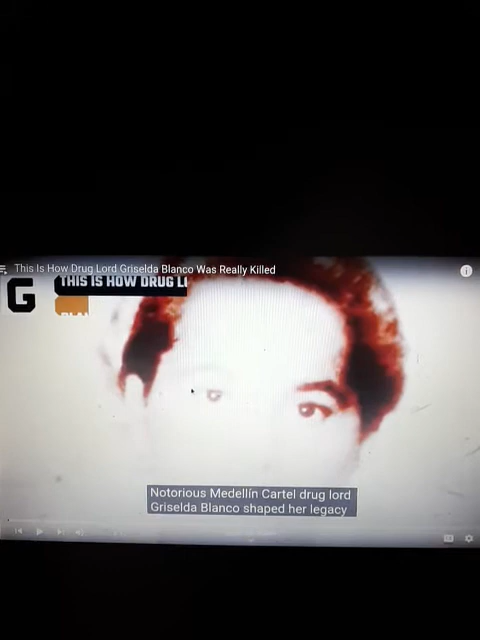 This Is How Drug Lord Griselda Blanco Was Really Killed
THIS IS HOW DRUG L
G
Notorious Medellín Cartel drug lord
Griselda Blanco shaped her legacy